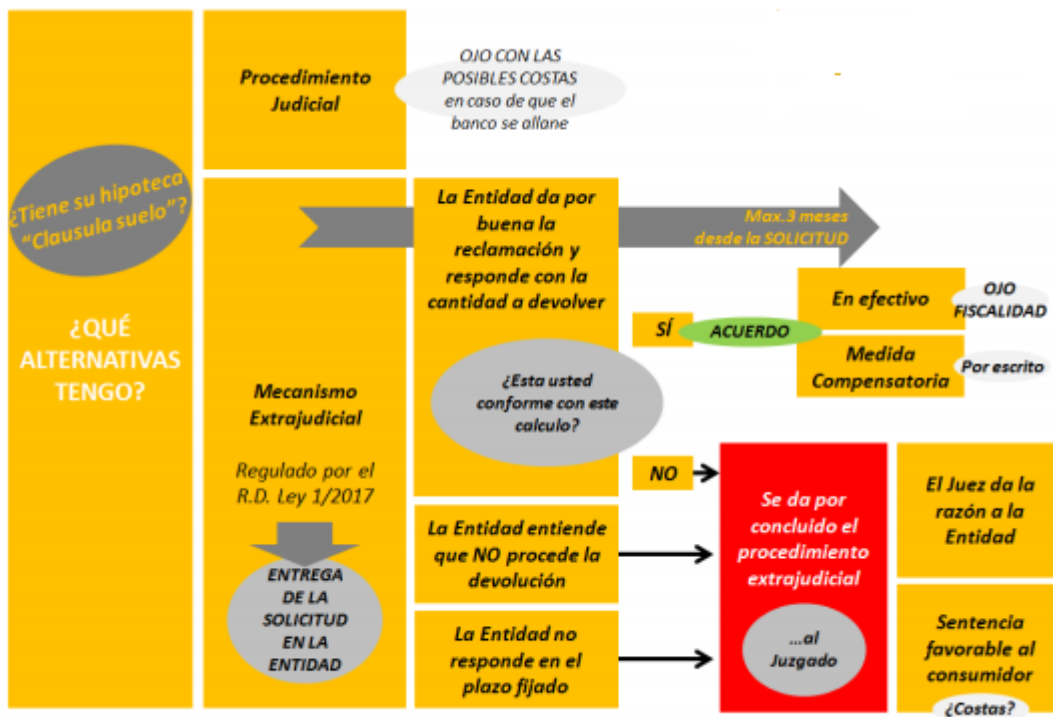 ¿Tiene su hipoteca
"Clausula suelo"?
¿QUÉ
ALTERNATIVAS
TENGO?
Procedimiento
Judicial
OJO CON LAS
POSIBLES COSTAS
en caso de que el
banco se allane
Mecanismo
Extrajudicial
Regulado por el
R.D. Ley 1/2017
ENTREGA
DE LA
SOLICITUD
EN LA
ENTIDAD
La Entidad da por
buena la
reclamación y
responde con la
cantidad a devolver
Max.3 meses
desde la SOLICITUD
¿Esta usted
conforme con este
calculo?
SÍ
ACUERDO
En efectivo
OJO
FISCALIDAD
Medida
Compensatoria
Por escrito
NO
La Entidad entiende
que NO procede la
devolución
La Entidad no
responde en el
plazo fijado
Se da por
concluido el
procedimiento
extrajudicial
...al
Juzgado
El Juez da la
razón a la
Entidad
Sentencia
favorable al
consumidor
¿Costas?